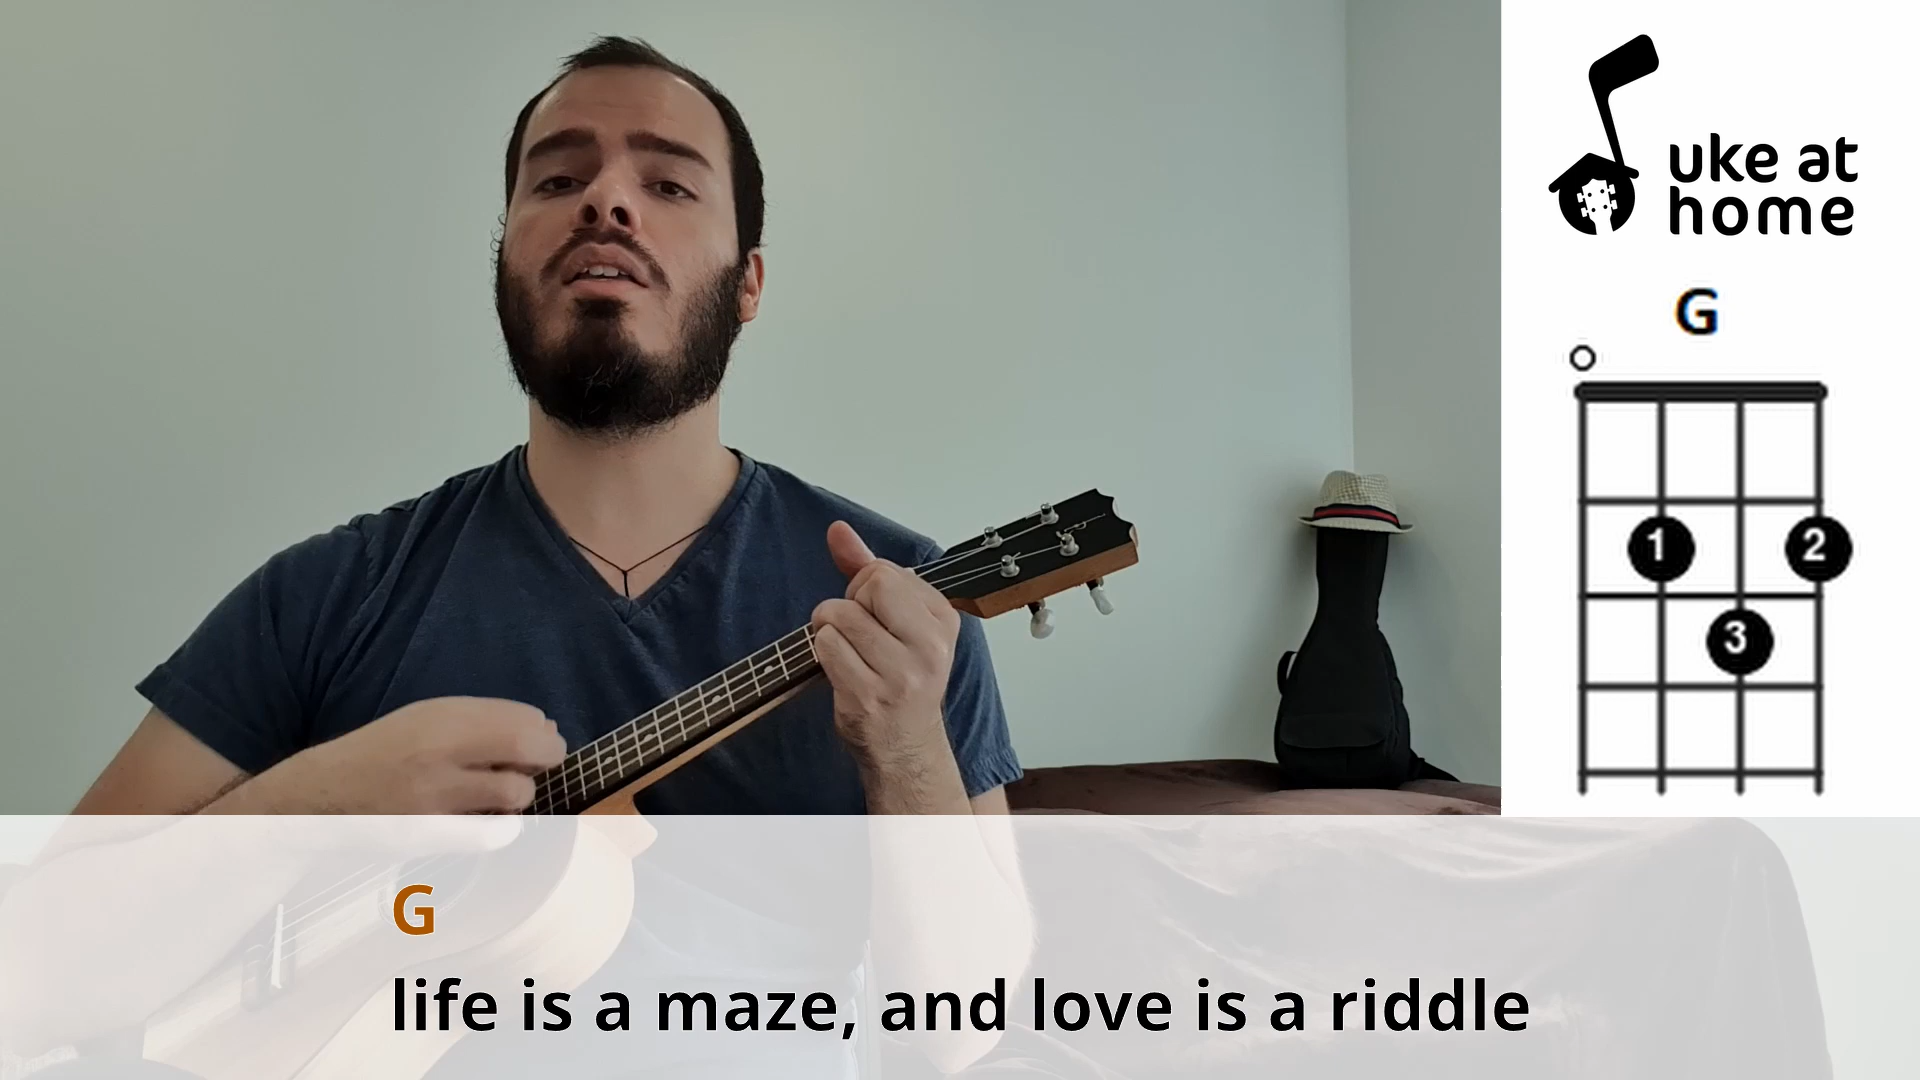 uke at
home
G
1
2
3
G
life is a maze, and love is a riddle